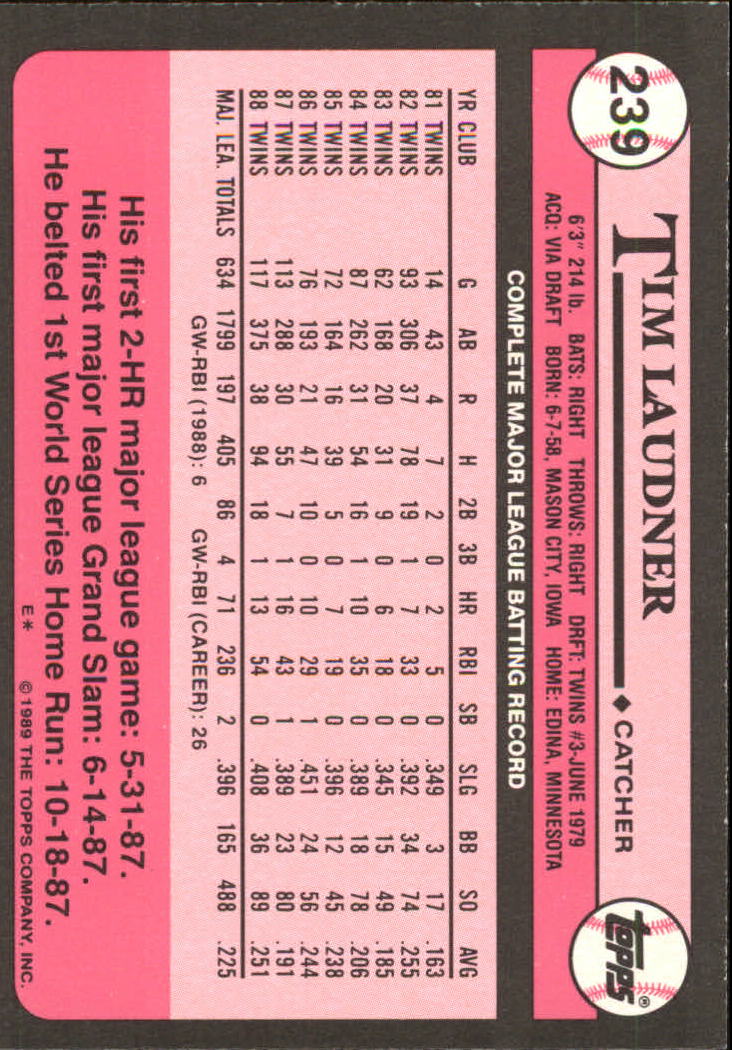 239
TIM LAUDNER ♦ CATCHER
topps®
6'3" 214 lb. BATS: RIGHT THROWS: RIGHT DRFT: TWINS #3-JUNE 1979
ACQ: VIA DRAFT BORN: 6-7-58, MASON CITY, IOWA HOME: EDINA, MINNESOTA
COMPLETE MAJOR LEAGUE BATTING RECORD
YR CLUB G AB R H 2B 3B HR RBI SB SLG BB SO AVG
81 TWINS 14 43 4 7 2 0 2 5 0 .349 3 17 .163
82 TWINS 93 306 37 78 19 1 7 33 0 .392 34 74 .255
83 TWINS 62 168 20 31 9 0 6 18 0 .345 15 49 .185
84 TWINS 87 262 31 54 16 1 10 35 0 .389 18 78 .206
85 TWINS 72 164 16 39 5 0 7 19 0 .396 12 45 .238
86 TWINS 76 193 21 47 10 0 10 29 1 .451 24 56 .244
87 TWINS 113 288 30 55 7 1 16 43 1 .389 23 80 .191
88 TWINS 117 375 38 94 18 1 13 54 0 .408 36 89 .251
MAJ. LEA. TOTALS 634 1799 197 405 86 4 71 236 2 .396 165 488 .225
GW-RBI (1988): 6 GW-RBI (CAREER): 26
His first 2-HR major league game: 5-31-87.
His first major league Grand Slam: 6-14-87.
He belted 1st World Series Home Run: 10-18-87.
E* © 1989 THE TOPPS COMPANY, INC.